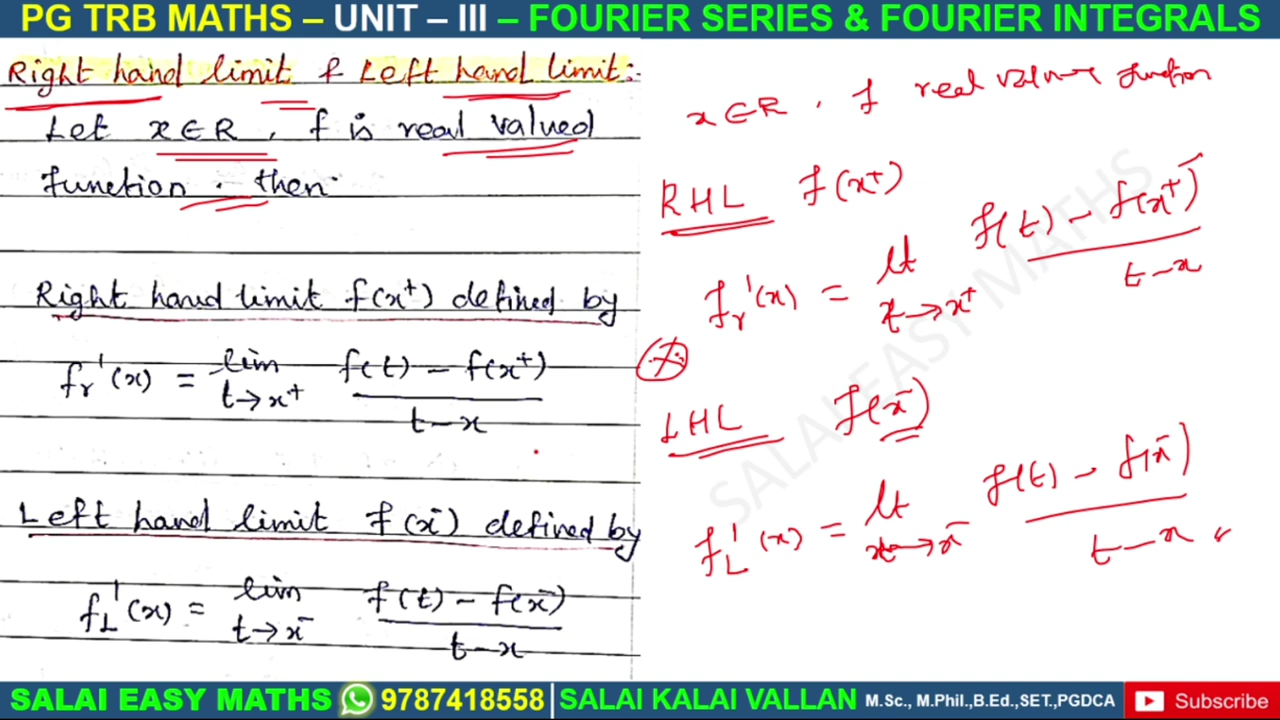 PG TRB MATHS – UNIT – III – FOURIER SERIES & FOURIER INTEGRALS
Right hand limit & Left hand limit:-
Let x∈R, f is real valued
function. then
Right hand limit f(x⁺) defined by
fᵣ'(x) = lim t→x⁺ f(t) – f(x⁺) / t–x
Left hand limit f(x⁻) defined by
f_L'(x) = lim t→x⁻ f(t) – f(x⁻) / t–x
x∈R, f real value function
RHL f(x⁺)
fᵣ'(x) = lt t→x⁺ f(t) – f(x⁺) / t–x
LHL f(x⁻)
f_L'(x) = lt t→x⁻ f(t) – f(x⁻) / t–x
SALAI EASY MATHS
SALAI EASY MATHS 9787418558 | SALAI KALAI VALLAN M.Sc., M.Phil.,B.Ed.,SET.,PGDCA Subscribe